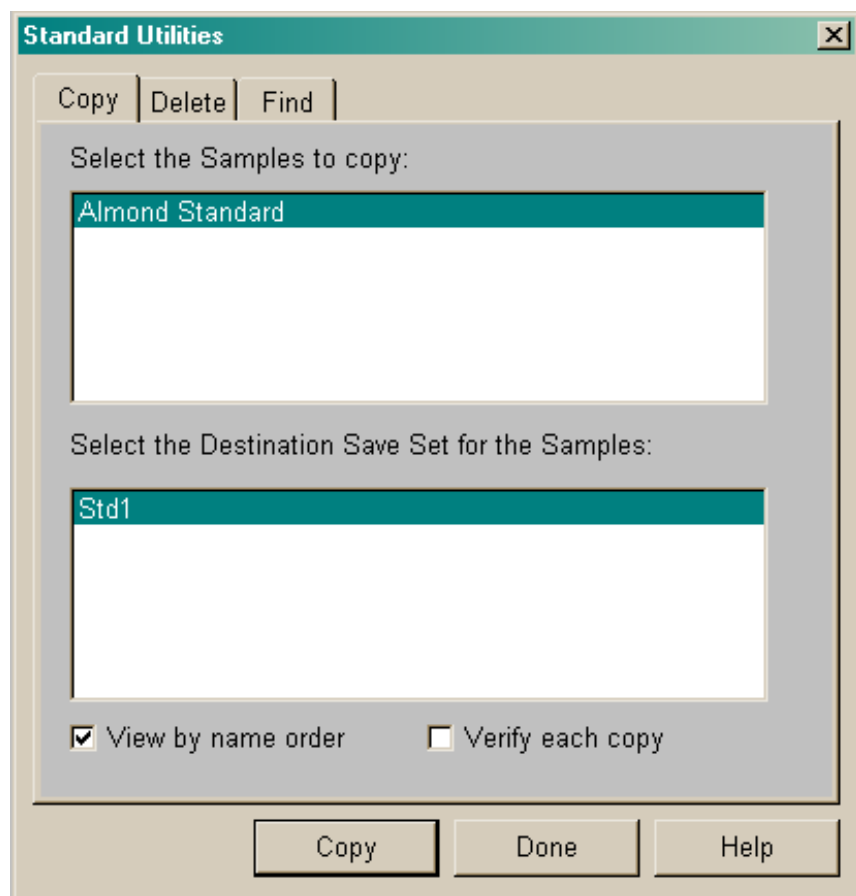 Standard Utilities
Copy Delete Find
Select the Samples to copy:
Almond Standard
Select the Destination Save Set for the Samples:
Std1
View by name order Verify each copy
Copy Done Help